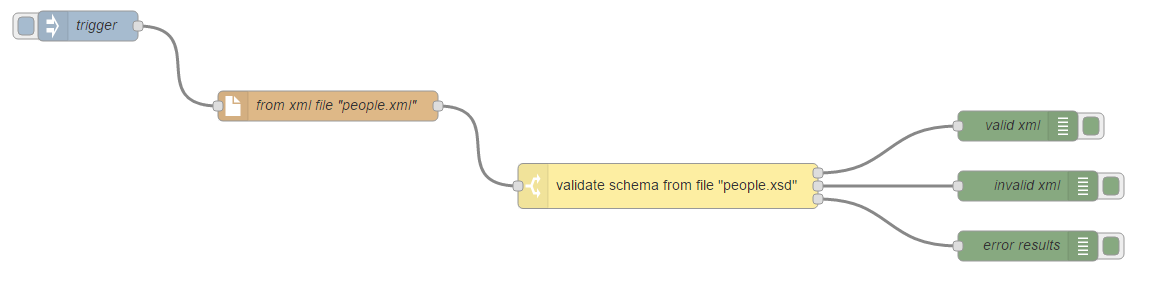 trigger
from xml file "people.xml"
valid xml
validate schema from file "people.xsd"
invalid xml
error results